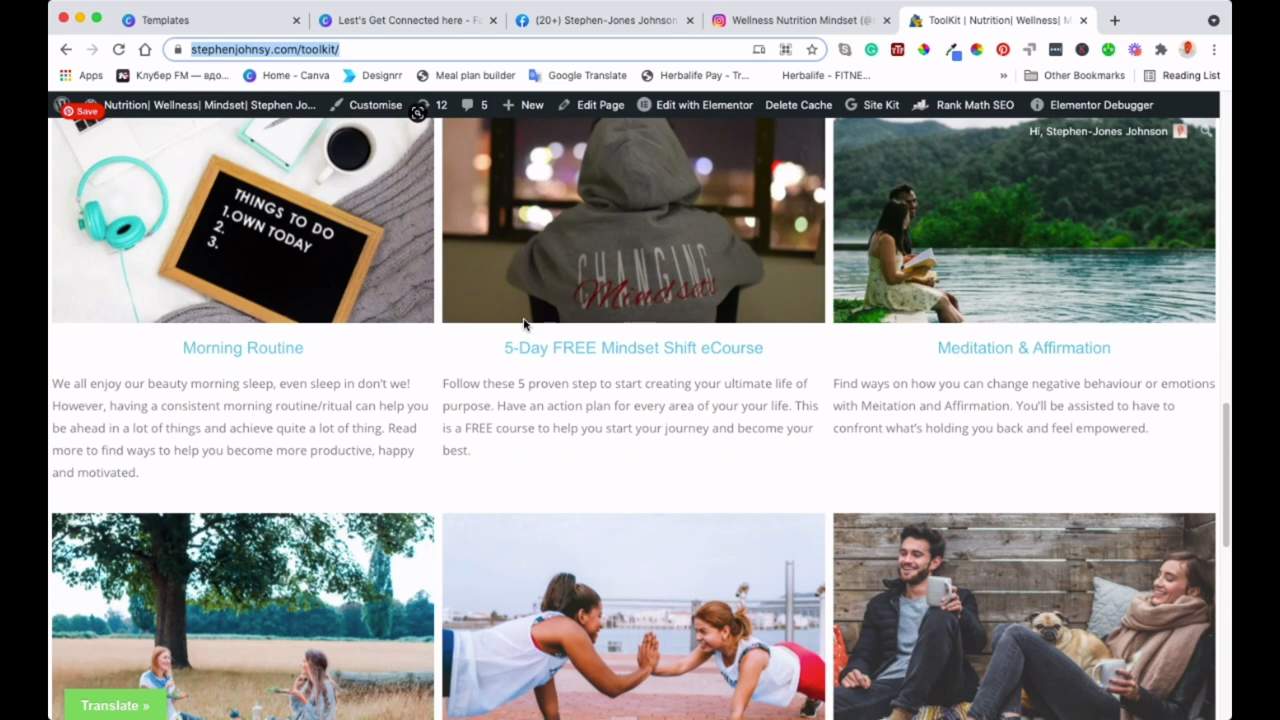 Templates
Lest's Get Connected here - Fa
(20+) Stephen-Jones Johnson
Wellness Nutrition Mindset (@
ToolKit | Nutrition| Wellness| M
stephenjohnsy.com/toolkit/
Apps
Клубер FM — вдо...
Home - Canva
Designrr
Meal plan builder
Google Translate
Herbalife Pay - Tr...
Herbalife - FITNE...
»
Other Bookmarks
Reading List
Nutrition| Wellness| Mindset| Stephen Jo...
Customise
12
5
New
Edit Page
Edit with Elementor
Delete Cache
Site Kit
Rank Math SEO
Elementor Debugger
Save
Hi, Stephen-Jones Johnson
THINGS TO DO
1.OWN TODAY
2.
3.
CHANGING
Mindsets
Morning Routine
We all enjoy our beauty morning sleep, even sleep in don't we!
However, having a consistent morning routine/ritual can help you
be ahead in a lot of things and achieve quite a lot of thing. Read
more to find ways to help you become more productive, happy
and motivated.
5-Day FREE Mindset Shift eCourse
Follow these 5 proven step to start creating your ultimate life of
purpose. Have an action plan for every area of your your life. This
is a FREE course to help you start your journey and become your
best.
Meditation & Affirmation
Find ways on how you can change negative behaviour or emotions
with Meitation and Affirmation. You'll be assisted to have to
confront what's holding you back and feel empowered.
Translate »